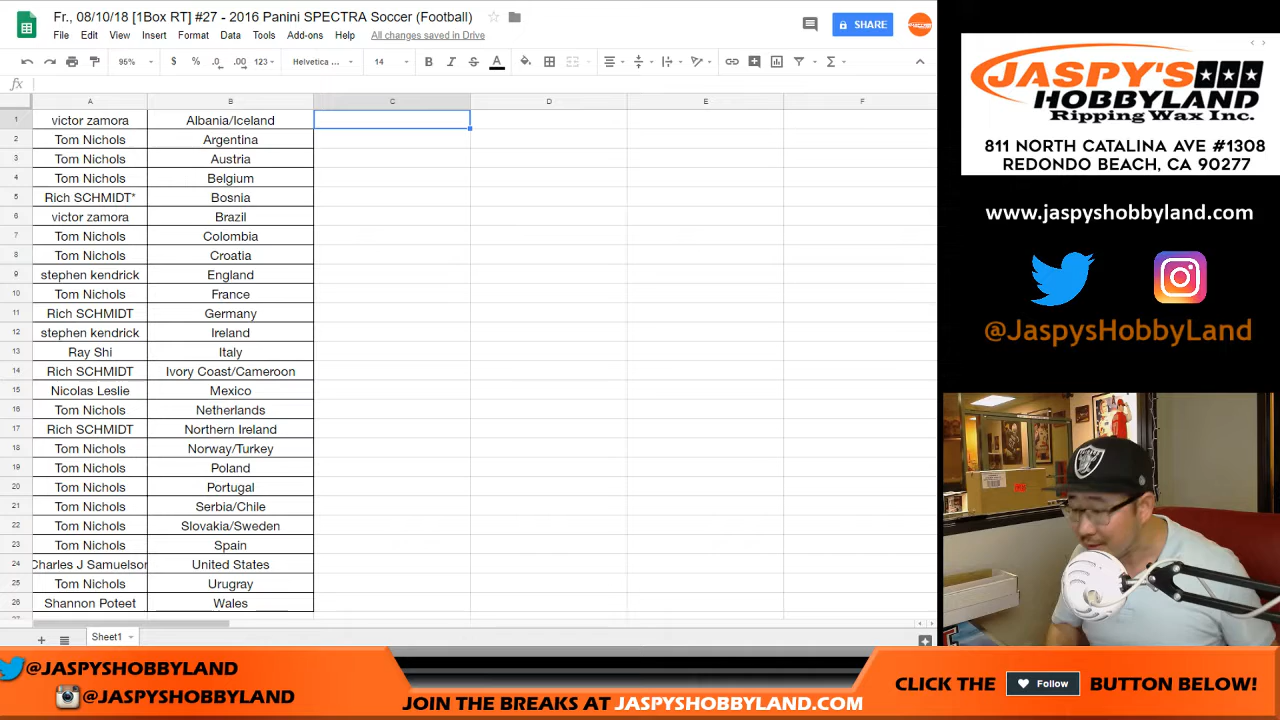 Fr., 08/10/18 [1Box RT] #27 - 2016 Panini SPECTRA Soccer (Football)
File Edit View Insert Format Data Tools Add-ons Help All changes saved in Drive
SHARE
95% $ % .0 .00 123 Helvetica ... 14
fx
A B C D E F
1 victor zamora Albania/Iceland
2 Tom Nichols Argentina
3 Tom Nichols Austria
4 Tom Nichols Belgium
5 Rich SCHMIDT* Bosnia
6 victor zamora Brazil
7 Tom Nichols Colombia
8 Tom Nichols Croatia
9 stephen kendrick England
10 Tom Nichols France
11 Rich SCHMIDT Germany
12 stephen kendrick Ireland
13 Ray Shi Italy
14 Rich SCHMIDT Ivory Coast/Cameroon
15 Nicolas Leslie Mexico
16 Tom Nichols Netherlands
17 Rich SCHMIDT Northern Ireland
18 Tom Nichols Norway/Turkey
19 Tom Nichols Poland
20 Tom Nichols Portugal
21 Tom Nichols Serbia/Chile
22 Tom Nichols Slovakia/Sweden
23 Tom Nichols Spain
24 Charles J Samuelson United States
25 Tom Nichols Urugray
26 Shannon Poteet Wales
Sheet1
JASPY'S
HOBBYLAND
Ripping Wax Inc.
811 NORTH CATALINA AVE #1308
REDONDO BEACH, CA 90277
www.jaspyshobbyland.com
@JaspysHobbyLand
@JASPYSHOBBYLAND
@JASPYSHOBBYLAND
JOIN THE BREAKS AT JASPYSHOBBYLAND.COM
CLICK THE Follow BUTTON BELOW!